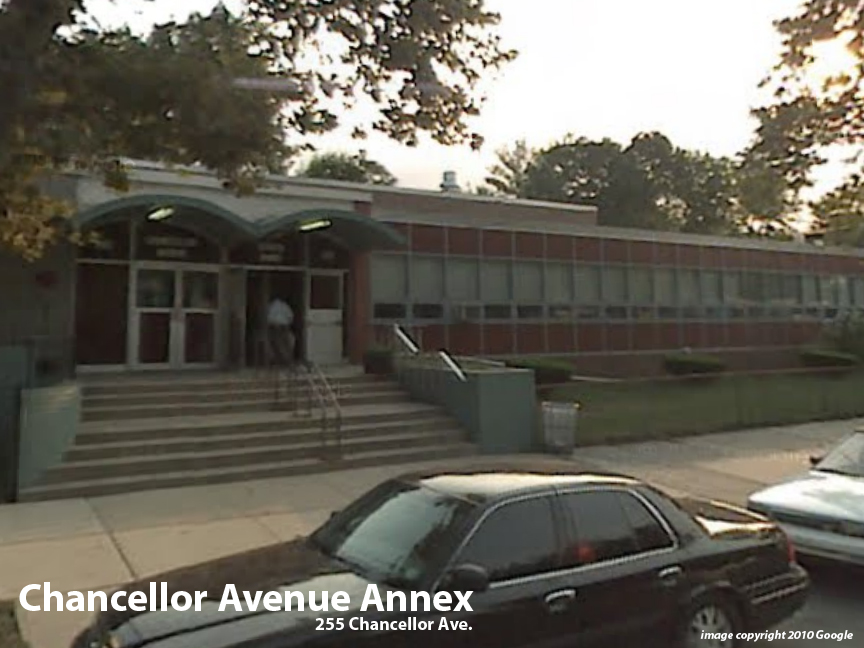 Chancellor Avenue Annex
255 Chancellor Ave.
image copyright 2010 Google